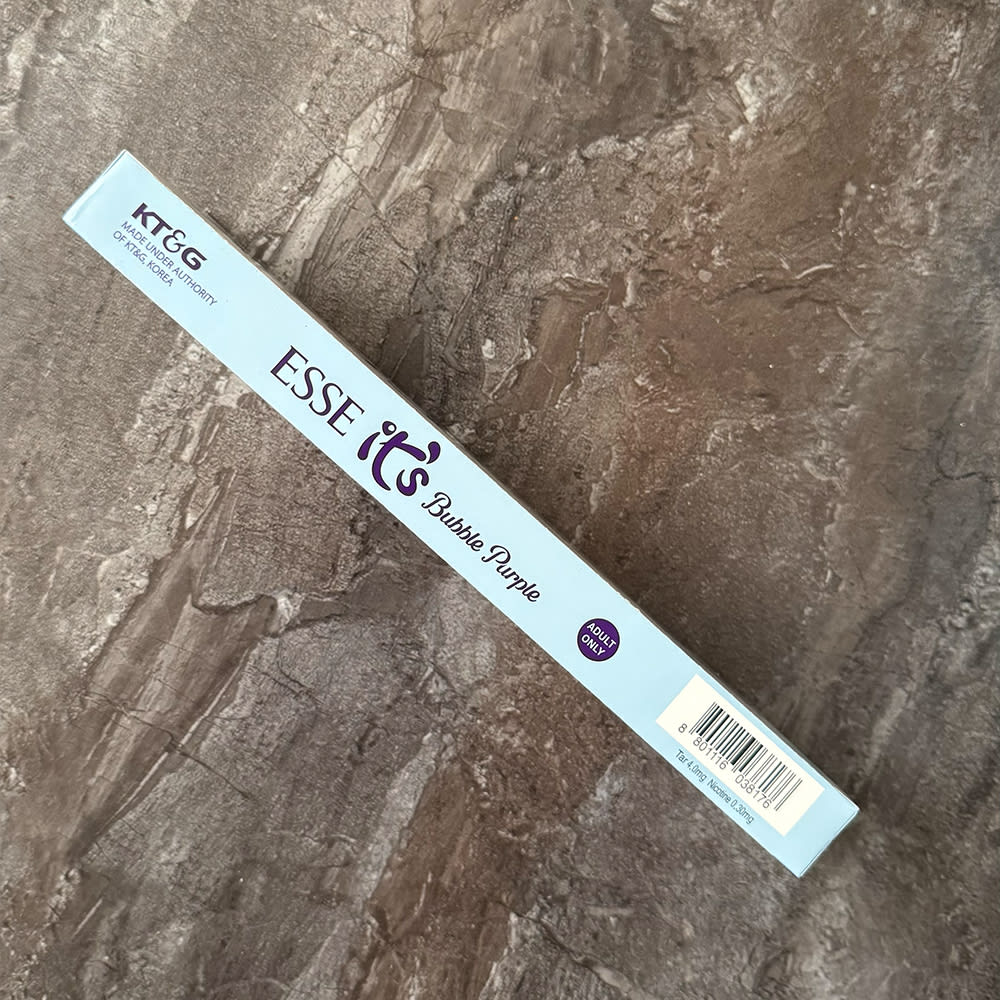 KT&G
MADE UNDER AUTHORITY
OF KT&G, KOREA
ESSE it's
Bubble Purple
ADULT
ONLY
8 801116 038176
Tar 4.0mg Nicotine 0.30mg